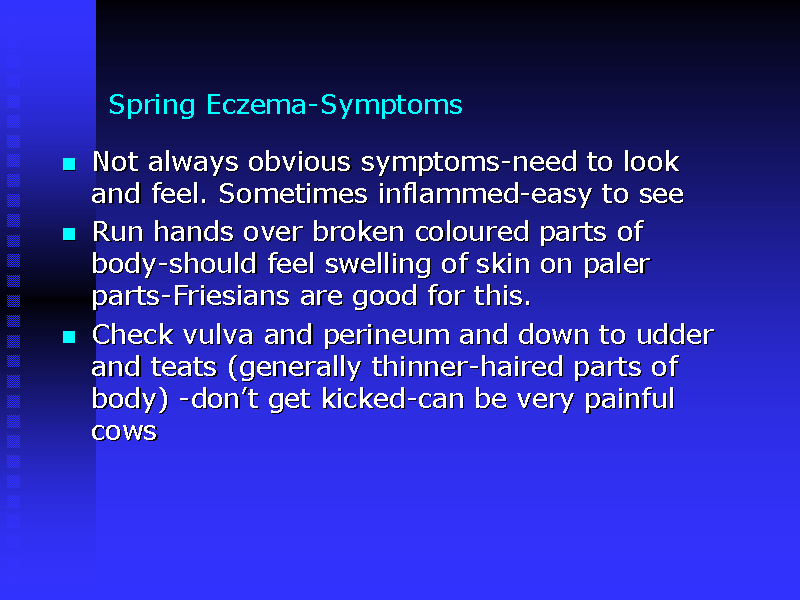 Spring Eczema-Symptoms
Not always obvious symptoms-need to look
and feel. Sometimes inflammed-easy to see
Run hands over broken coloured parts of
body-should feel swelling of skin on paler
parts-Friesians are good for this.
Check vulva and perineum and down to udder
and teats (generally thinner-haired parts of
body) -don’t get kicked-can be very painful
cows